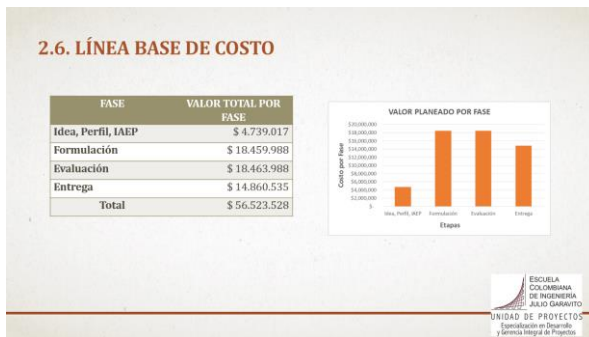 2.6. LÍNEA BASE DE COSTO
FASE VALOR TOTAL POR FASE
Idea, Perfil, IAEP $ 4.739.017
Formulación $ 18.459.988
Evaluación $ 18.463.988
Entrega $ 14.860.535
Total $ 56.523.528
VALOR PLANEADO POR FASE
Costo por Fase
$20,000,000
$18,000,000
$16,000,000
$14,000,000
$12,000,000
$10,000,000
$8,000,000
$6,000,000
$4,000,000
$2,000,000
$-
Idea, Perfil, IAEP Formulación Evaluación Entrega
Etapas
ESCUELA
COLOMBIANA
DE INGENIERÍA
JULIO GARAVITO
UNIDAD DE PROYECTOS
Especialización en Desarrollo
y Gerencia Integral de Proyectos